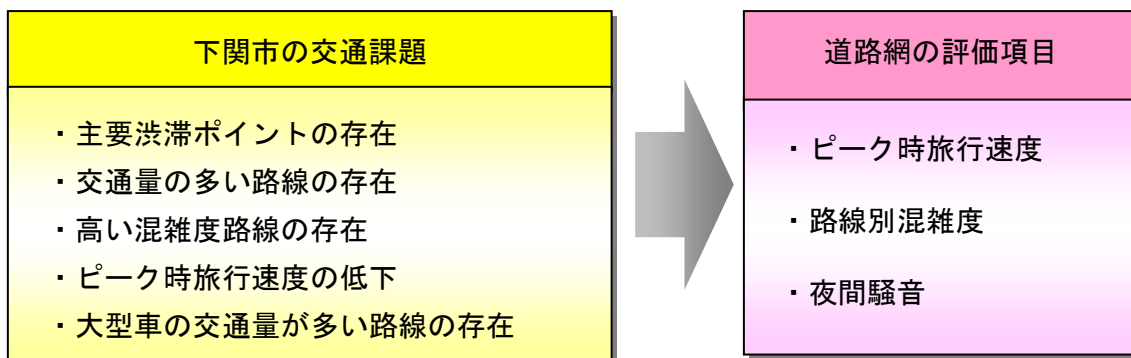 下関市の交通課題
・主要渋滞ポイントの存在
・交通量の多い路線の存在
・高い混雑度路線の存在
・ピーク時旅行速度の低下
・大型車の交通量が多い路線の存在
道路網の評価項目
・ピーク時旅行速度
・路線別混雑度
・夜間騒音